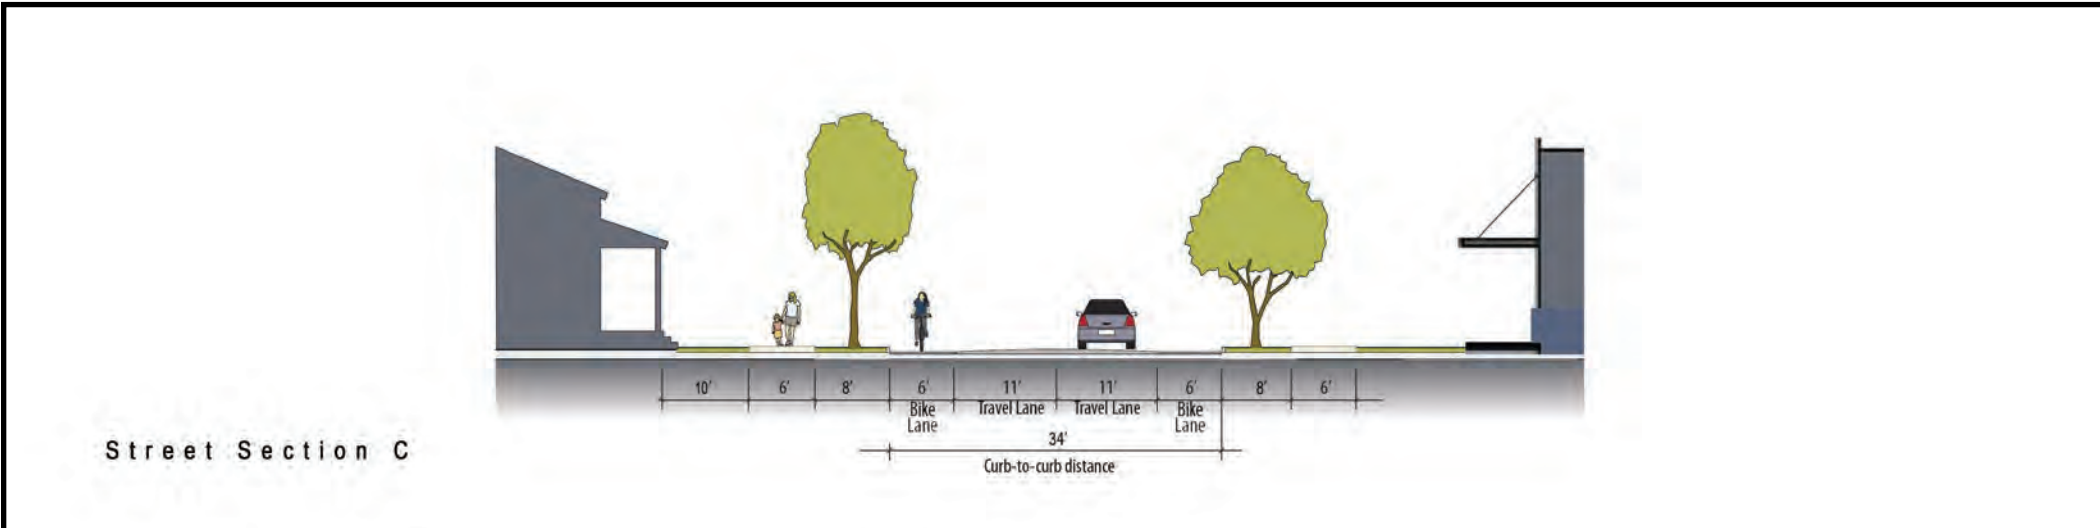 10' 6' 8' 6' 11' 11' 6' 8' 6'
Bike Lane Travel Lane Travel Lane Bike Lane
34'
Curb-to-curb distance
Street Section C